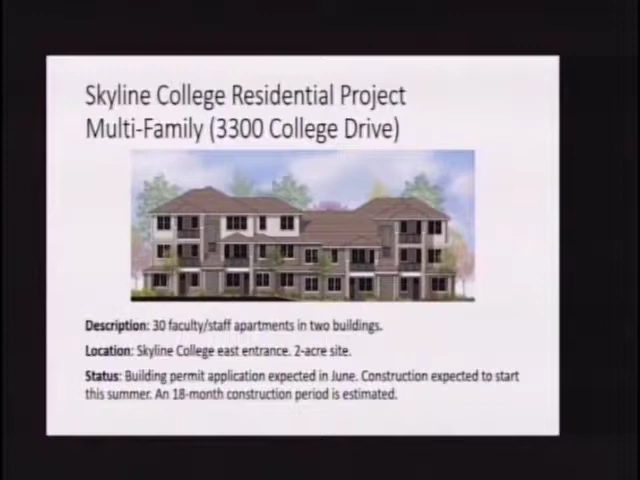 Skyline College Residential Project
Multi-Family (3300 College Drive)
Description: 30 faculty/staff apartments in two buildings.
Location: Skyline College east entrance. 2-acre site.
Status: Building permit application expected in June. Construction expected to start
this summer. An 18-month construction period is estimated.